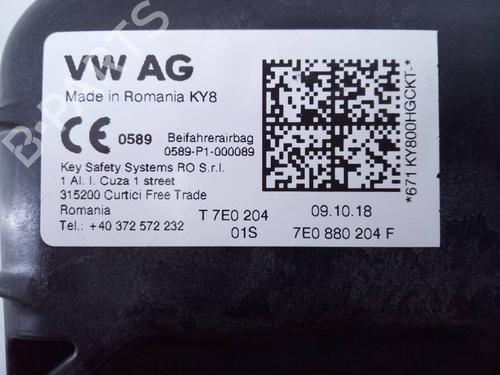 VW AG
Made in Romania KY8
CE 0589 Beifahrerairbag
0589-P1-000089
Key Safety Systems RO S.r.l.
1 Al. I. Cuza 1 street
315200 Curtici Free Trade
Romania
Tel.: +40 372 572 232
T 7E0 204
01S
09.10.18
7E0 880 204 F
*671 KY800HGCKT-*
B-PARTS